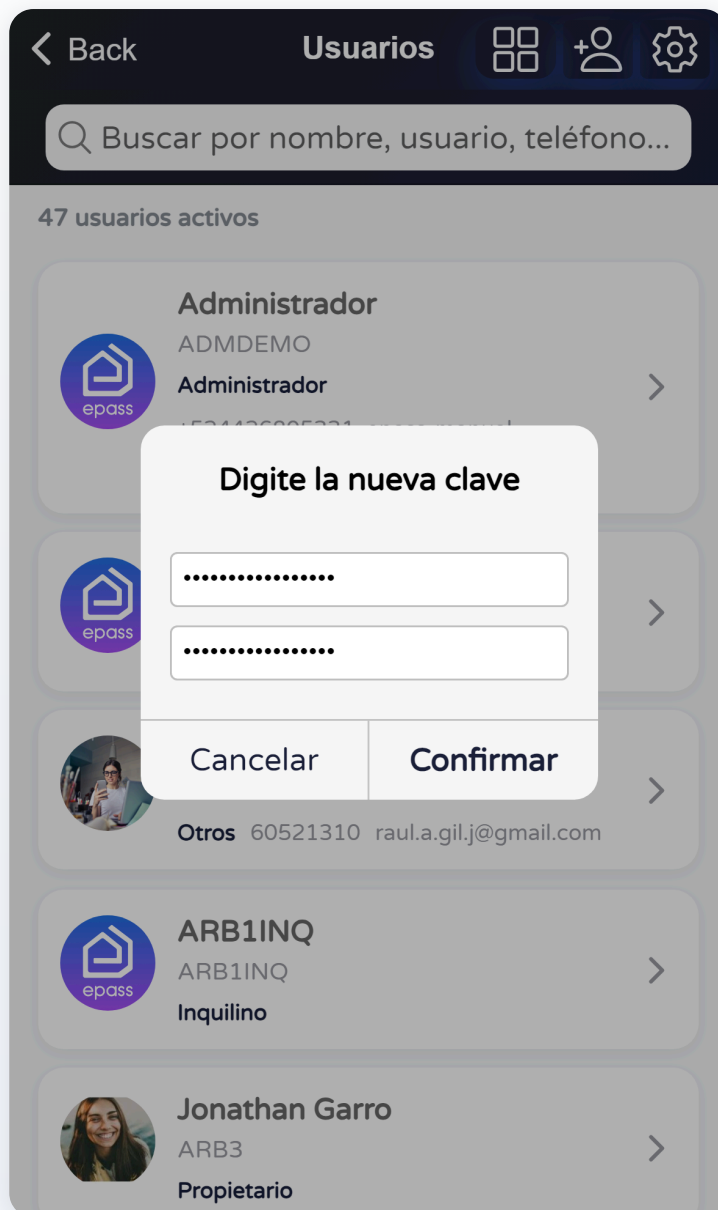 Back
Usuarios
Buscar por nombre, usuario, teléfono...
47 usuarios activos
Administrador
ADMDEMO
Administrador
epass
Digite la nueva clave
•••••••••••••••••
•••••••••••••••••
epass
Cancelar
Confirmar
Otros 60521310 raul.a.gil.j@gmail.com
ARB1INQ
ARB1INQ
epass
Inquilino
Jonathan Garro
ARB3
Propietario